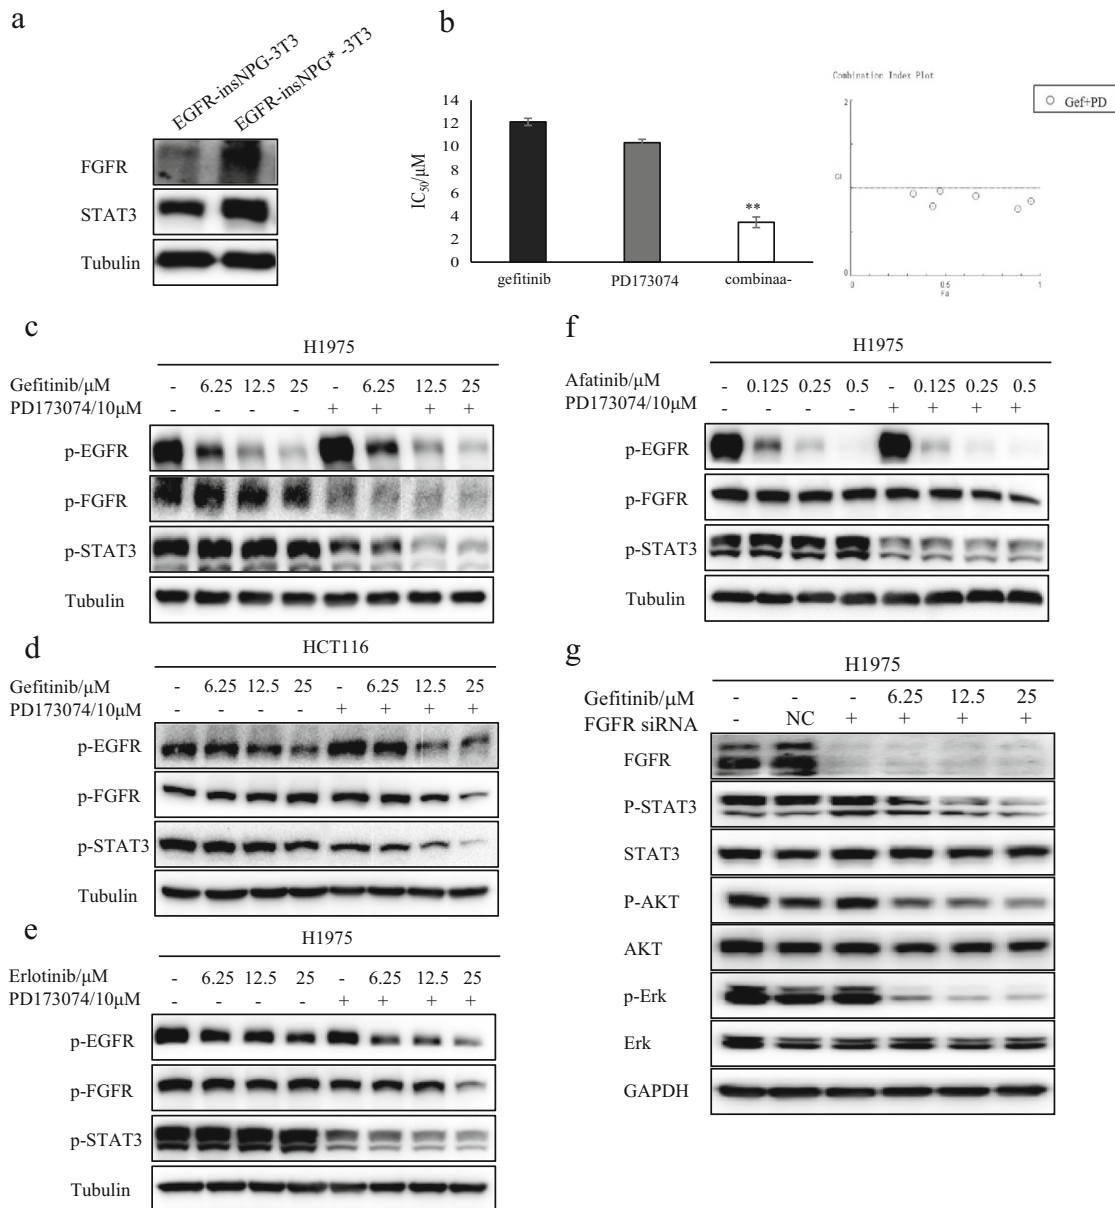 a
EGFR-insNPG-3T3
EGFR-insNPG* -3T3
FGFR
STAT3
Tubulin
b
14
12
10
8
6
4
2
0
IC50/μM
**
gefitinib PD173074 combinaa-
Combination Index Plot
2
CI
0
0 0.5 1
Fa
Gef+PD
c
H1975
Gefitinib/μM - 6.25 12.5 25 - 6.25 12.5 25
PD173074/10μM - - - - + + + +
p-EGFR
p-FGFR
p-STAT3
Tubulin
d
HCT116
Gefitinib/μM - 6.25 12.5 25 - 6.25 12.5 25
PD173074/10μM - - - - + + + +
p-EGFR
p-FGFR
p-STAT3
Tubulin
e
H1975
Erlotinib/μM - 6.25 12.5 25 - 6.25 12.5 25
PD173074/10μM - - - - + + + +
p-EGFR
p-FGFR
p-STAT3
Tubulin
f
H1975
Afatinib/μM - 0.125 0.25 0.5 - 0.125 0.25 0.5
PD173074/10μM - - - - + + + +
p-EGFR
p-FGFR
p-STAT3
Tubulin
g
H1975
Gefitinib/μM - - - 6.25 12.5 25
FGFR siRNA - NC + + + +
FGFR
P-STAT3
STAT3
P-AKT
AKT
p-Erk
Erk
GAPDH